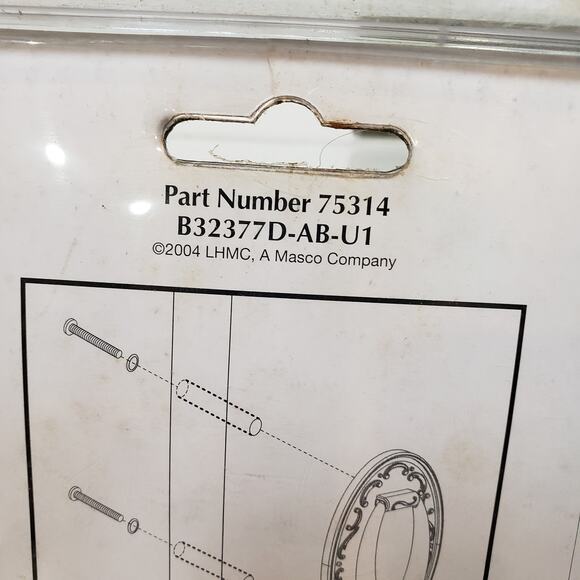 Part Number 75314
B32377D-AB-U1
©2004 LHMC, A Masco Company